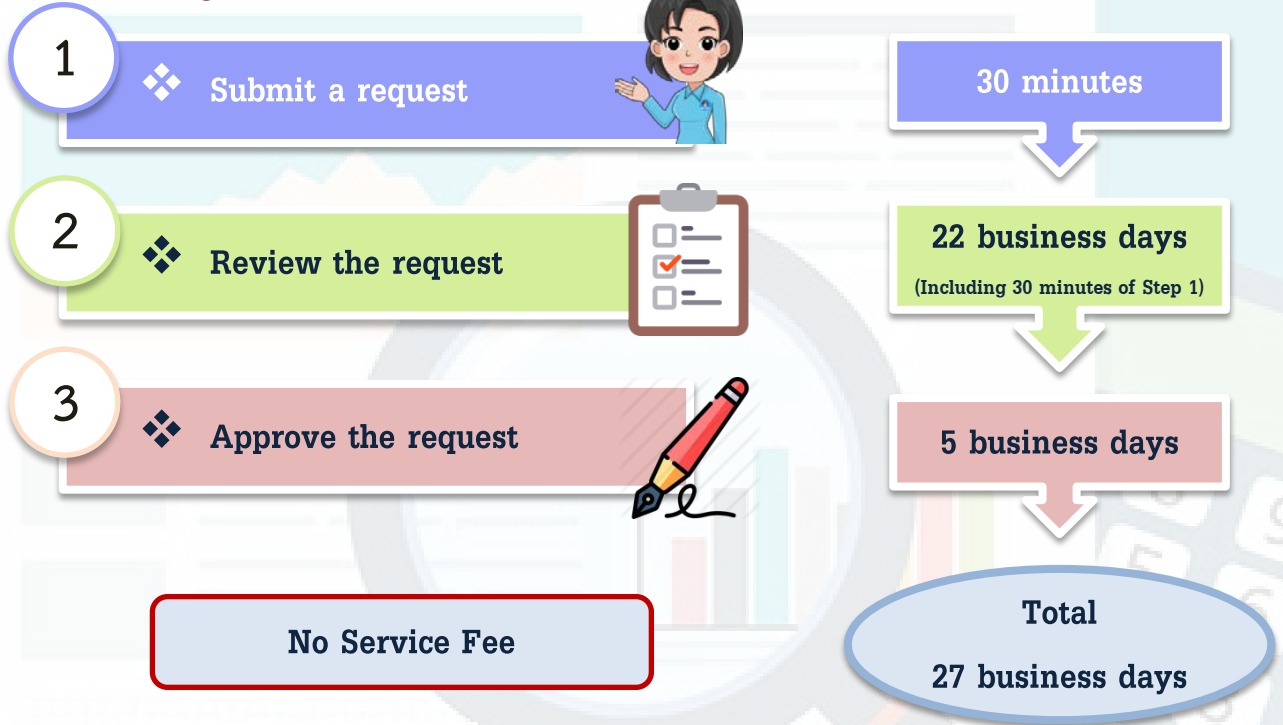 1
Submit a request
30 minutes
2
Review the request
22 business days
(Including 30 minutes of Step 1)
3
Approve the request
5 business days
No Service Fee
Total
27 business days